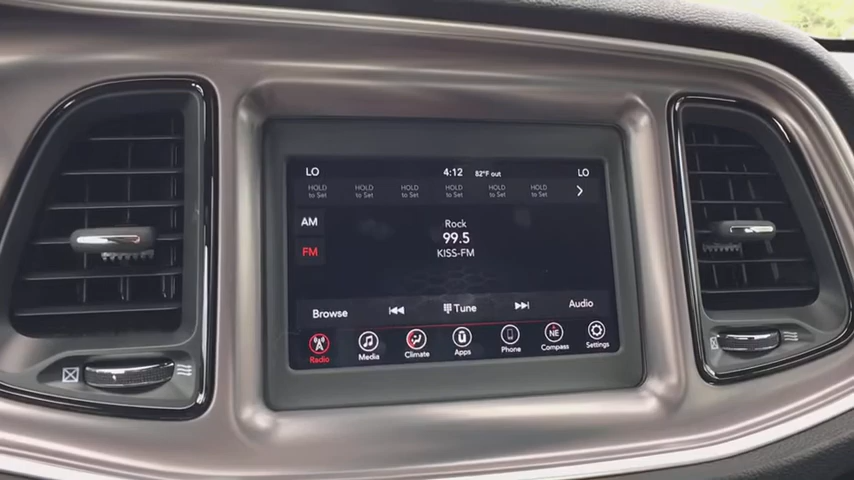 LO 4:12 82°F out LO
HOLD to Set HOLD to Set HOLD to Set HOLD to Set HOLD to Set HOLD to Set
AM
FM
Rock
99.5
KISS-FM
Browse Tune Audio
Radio Media Climate Apps Phone NE Compass Settings